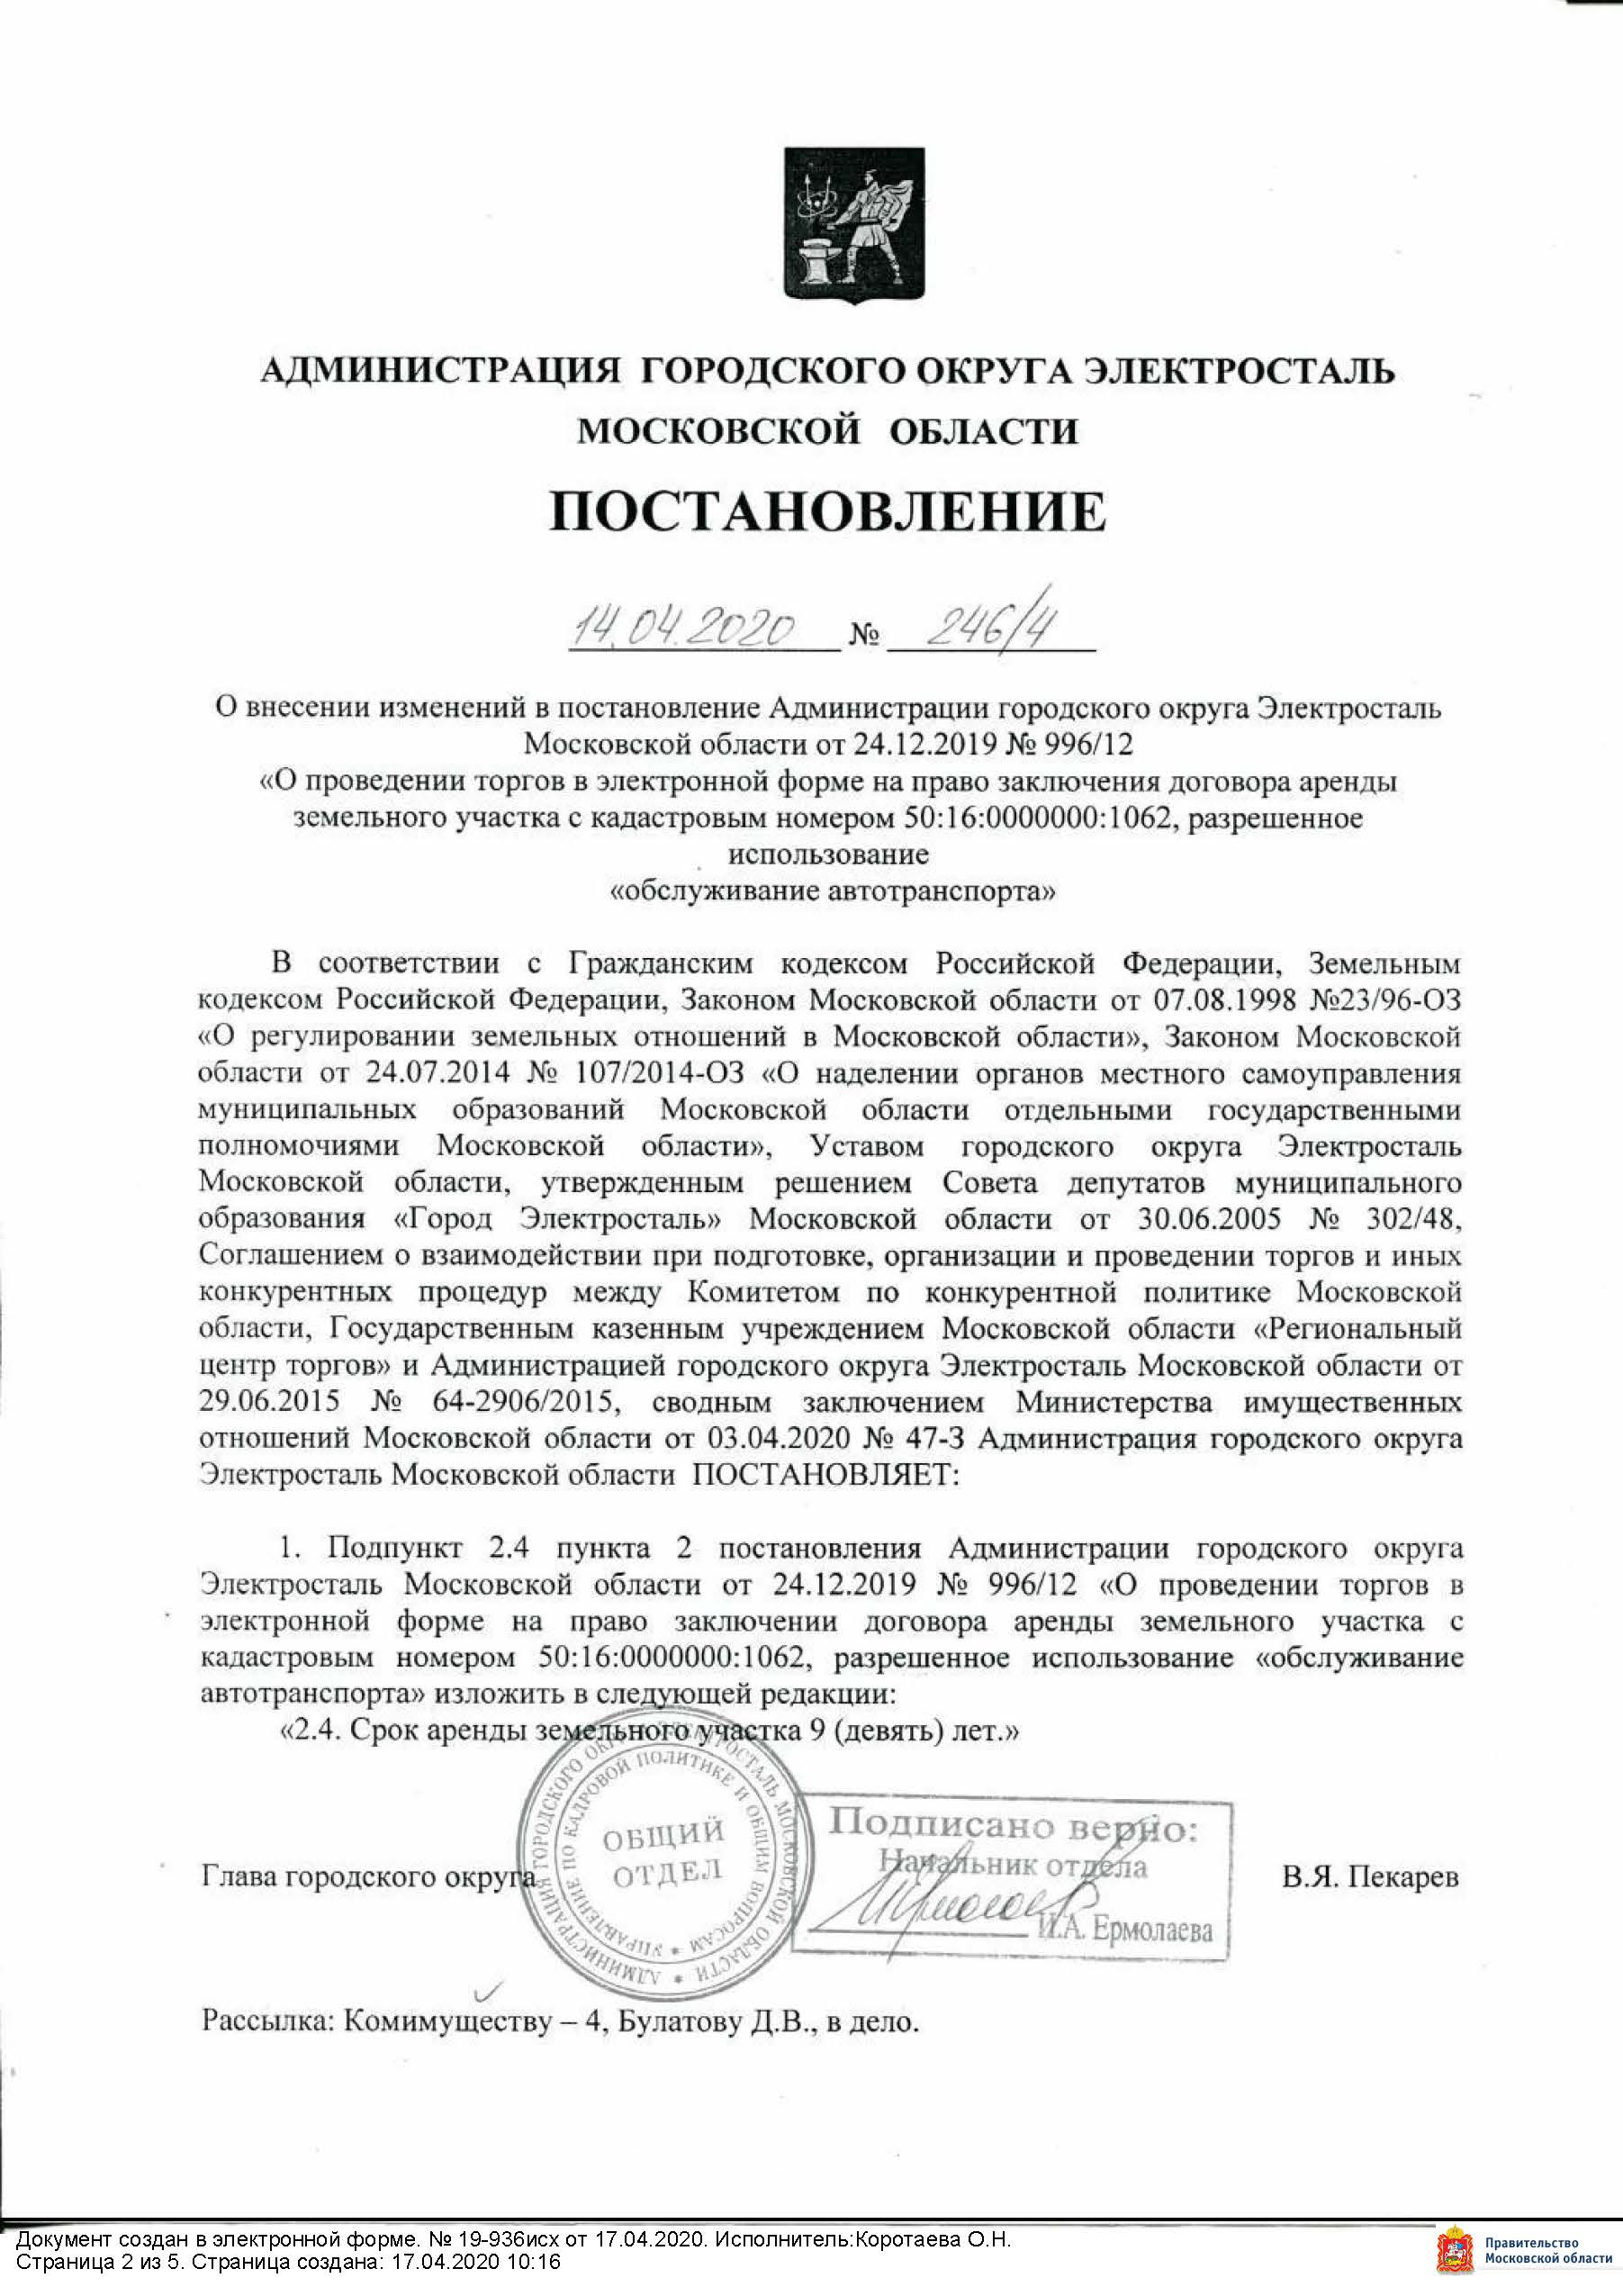 АДМИНИСТРАЦИЯ ГОРОДСКОГО ОКРУГА ЭЛЕКТРОСТАЛЬ
МОСКОВСКОЙ ОБЛАСТИ
ПОСТАНОВЛЕНИЕ
14.04.2020 № 246/4
О внесении изменений в постановление Администрации городского округа Электросталь
Московской области от 24.12.2019 № 996/12
«О проведении торгов в электронной форме на право заключения договора аренды
земельного участка с кадастровым номером 50:16:0000000:1062, разрешенное
использование
«обслуживание автотранспорта»
В соответствии с Гражданским кодексом Российской Федерации, Земельным
кодексом Российской Федерации, Законом Московской области от 07.08.1998 №23/96-ОЗ
«О регулировании земельных отношений в Московской области», Законом Московской
области от 24.07.2014 № 107/2014-ОЗ «О наделении органов местного самоуправления
муниципальных образований Московской области отдельными государственными
полномочиями Московской области», Уставом городского округа Электросталь
Московской области, утвержденным решением Совета депутатов муниципального
образования «Город Электросталь» Московской области от 30.06.2005 № 302/48,
Соглашением о взаимодействии при подготовке, организации и проведении торгов и иных
конкурентных процедур между Комитетом по конкурентной политике Московской
области, Государственным казенным учреждением Московской области «Региональный
центр торгов» и Администрацией городского округа Электросталь Московской области от
29.06.2015 № 64-2906/2015, сводным заключением Министерства имущественных
отношений Московской области от 03.04.2020 № 47-З Администрация городского округа
Электросталь Московской области ПОСТАНОВЛЯЕТ:
1. Подпункт 2.4 пункта 2 постановления Администрации городского округа
Электросталь Московской области от 24.12.2019 № 996/12 «О проведении торгов в
электронной форме на право заключении договора аренды земельного участка с
кадастровым номером 50:16:0000000:1062, разрешенное использование «обслуживание
автотранспорта» изложить в следующей редакции:
«2.4. Срок аренды земельного участка 9 (девять) лет.»
АДМИНИСТРАЦИЯ ГОРОДСКОГО ОКРУГА ЭЛЕКТРОСТАЛЬ МОСКОВСКОЙ ОБЛАСТИ *
УПРАВЛЕНИЕ ПО КАДРОВОЙ ПОЛИТИКЕ И ОБЩИМ ВОПРОСАМ *
ОБЩИЙ
ОТДЕЛ
Подписано верно:
Начальник отдела
И.А. Ермолаева
Глава городского округа В.Я. Пекарев
Рассылка: Комимуществу – 4, Булатову Д.В., в дело.
Документ создан в электронной форме. № 19-936исх от 17.04.2020. Исполнитель:Коротаева О.Н.
Страница 2 из 5. Страница создана: 17.04.2020 10:16
Правительство
Московской области